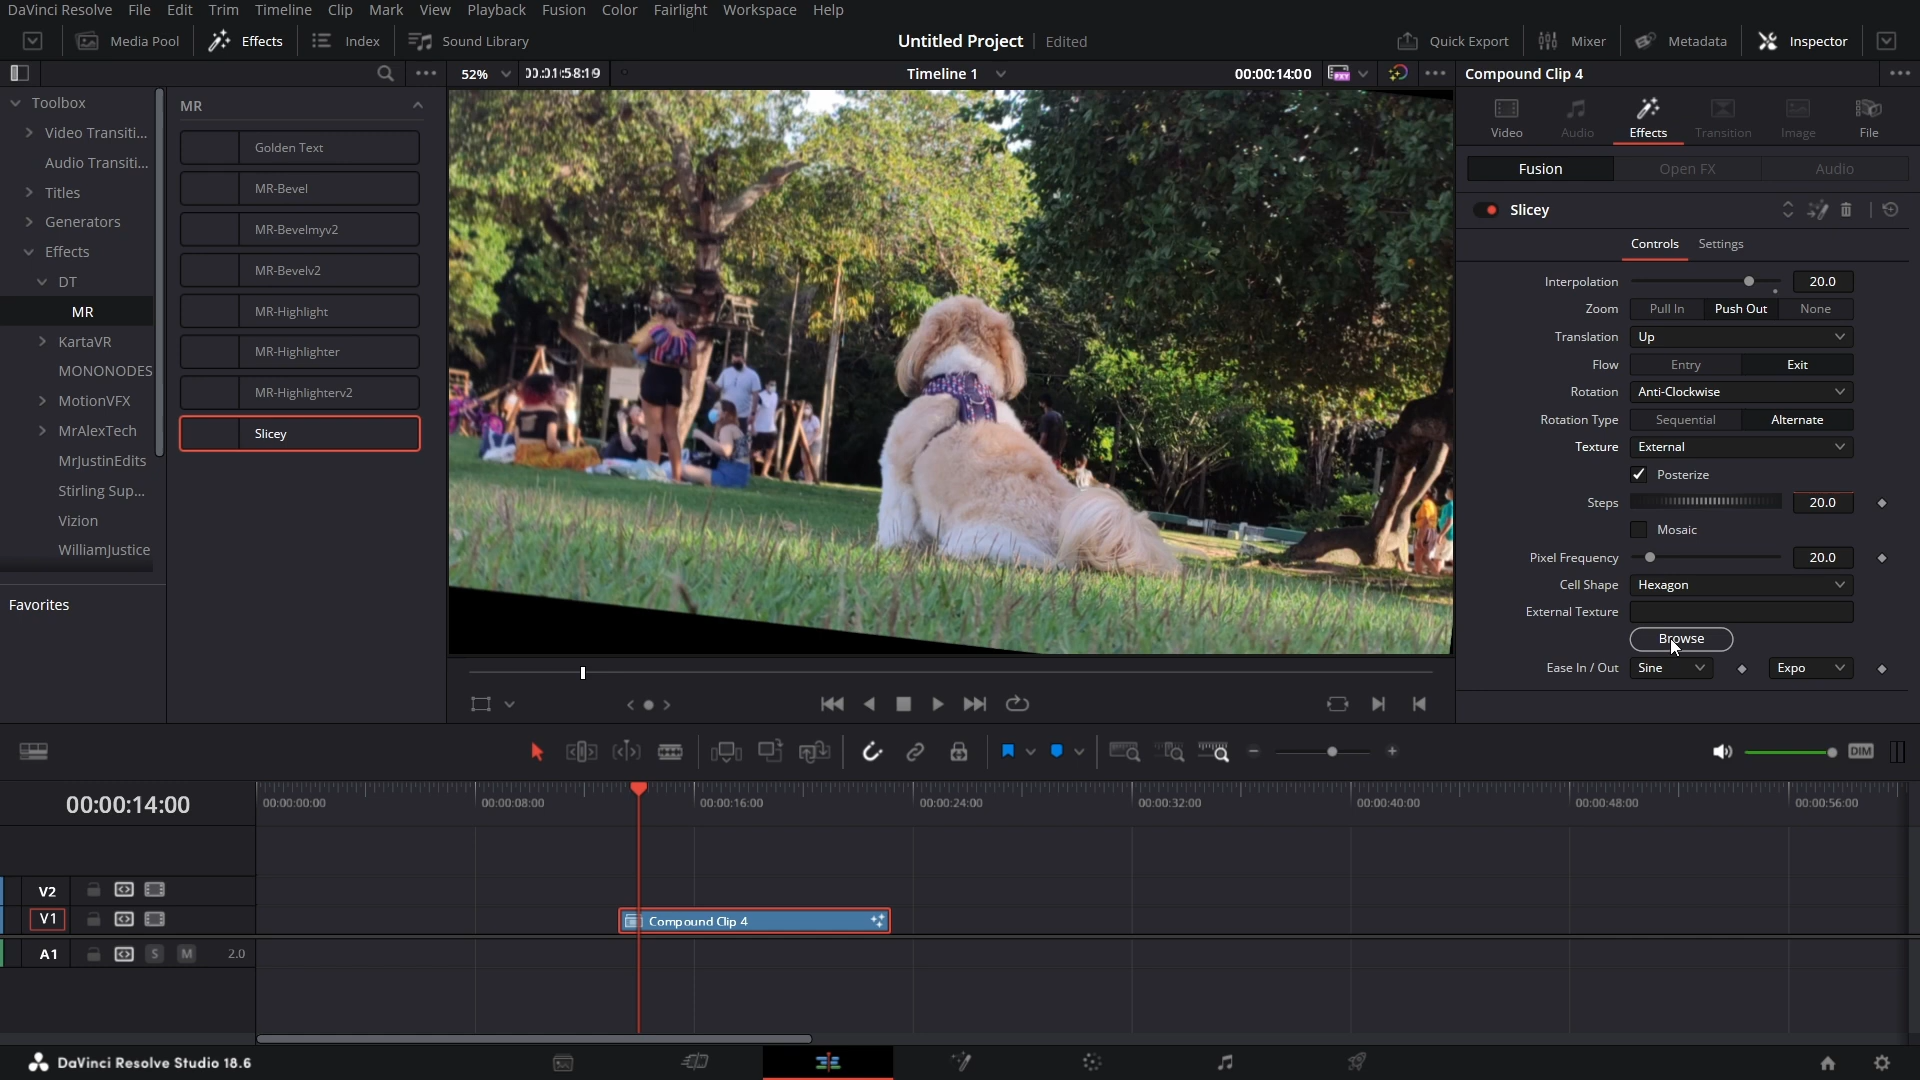 DaVinci Resolve File Edit Trim Timeline Clip Mark View Playback Fusion Color Fairlight Workspace Help
Media Pool Effects Index Sound Library Untitled Project Edited Quick Export Mixer Metadata Inspector
52% Timeline 1 00:00:14:00 PXY Compound Clip 4
Toolbox
Video Transiti...
Audio Transiti...
Titles
Generators
Effects
DT
MR
KartaVR
MONONODES
MotionVFX
MrAlexTech
MrJustinEdits
Stirling Sup...
Vizion
WilliamJustice
Favorites
MR
Golden Text
MR-Bevel
MR-Bevelmyv2
MR-Bevelv2
MR-Highlight
MR-Highlighter
MR-Highlighterv2
Slicey
Video Audio Effects Transition Image File
Fusion Open FX Audio
Slicey
Controls Settings
Interpolation 20.0
Zoom Pull In Push Out None
Translation Up
Flow Entry Exit
Rotation Anti-Clockwise
Rotation Type Sequential Alternate
Texture External
Posterize
Steps 20.0
Mosaic
Pixel Frequency 20.0
Cell Shape Hexagon
External Texture
Browse
Ease In / Out Sine Expo
DIM
00:00:14:00 00:00:00:00 00:00:08:00 00:00:16:00 00:00:24:00 00:00:32:00 00:00:40:00 00:00:48:00 00:00:56:00
V2
V1 Compound Clip 4
A1 S M 2.0
DaVinci Resolve Studio 18.6